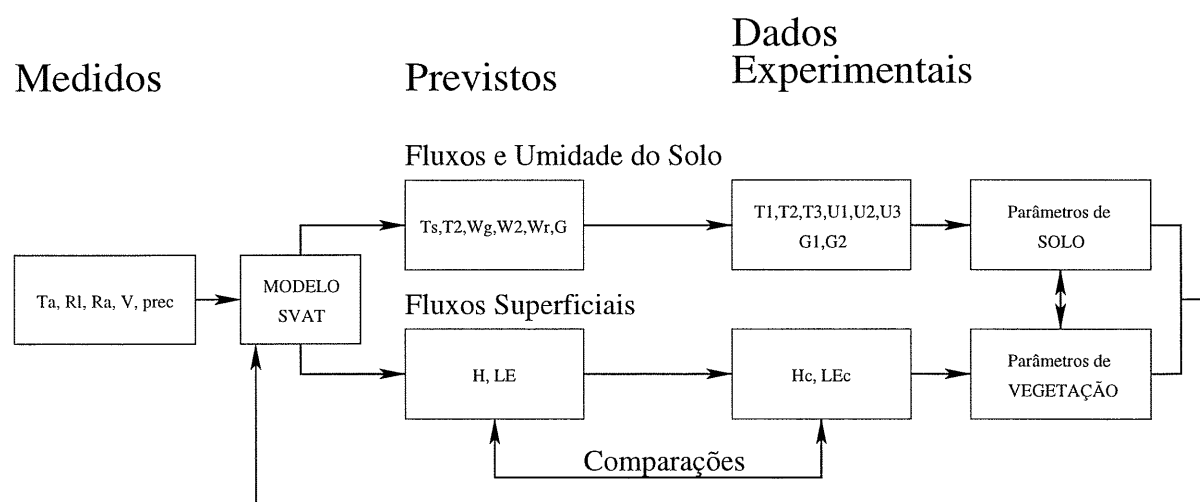 Medidos
Previstos
Dados
Experimentais
Fluxos e Umidade do Solo
Ts,T2,Wg,W2,Wr,G
T1,T2,T3,U1,U2,U3
G1,G2
Parâmetros de
SOLO
Ta, Rl, Ra, V, prec
MODELO
SVAT
Fluxos Superficiais
H, LE
Hc, LEc
Parâmetros de
VEGETAÇÃO
Comparações